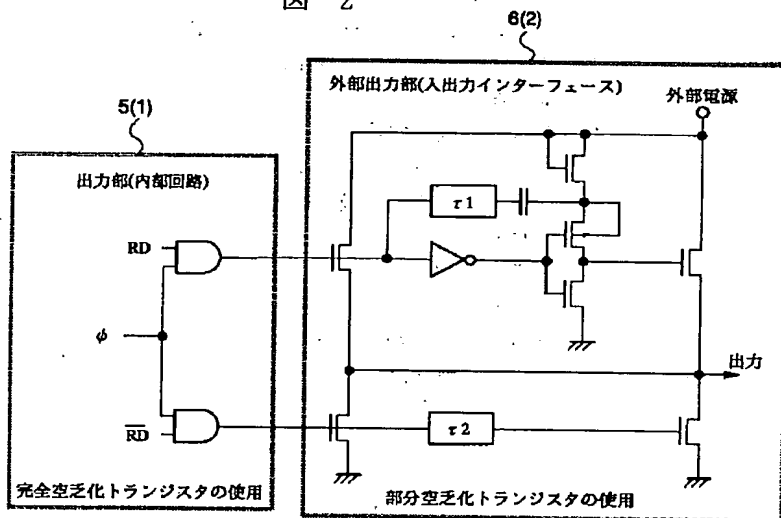 図 2
6(2)
5(1)
外部出力部(入出力インターフェース)
外部電源
出力部(内部回路)
τ1
RD
φ
出力
RD
τ2
完全空乏化トランジスタの使用
部分空乏化トランジスタの使用